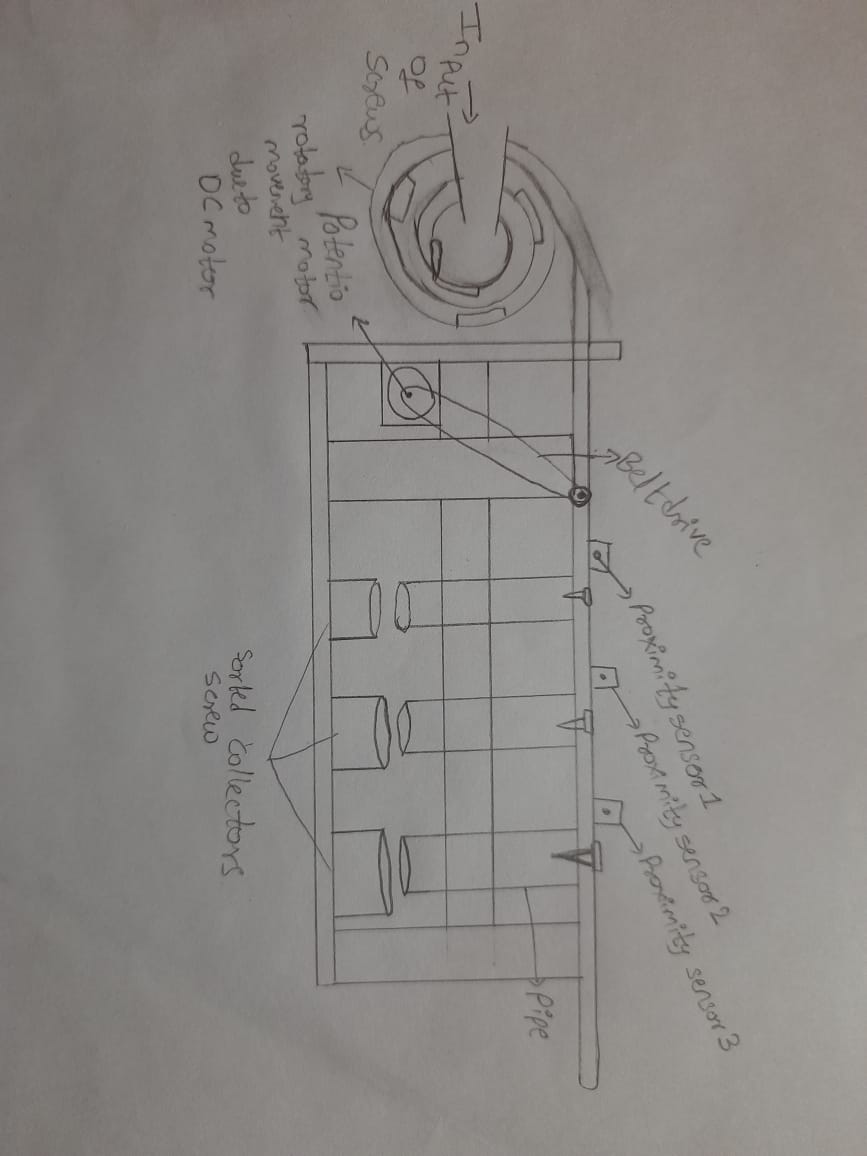 Input
of
Screws
rotatory
movement
due to
DC motor
Potentio
motor
Belt drive
Proximity sensor 1
Proximity sensor 2
Proximity sensor 3
Pipe
Sorted Collectors
Screw